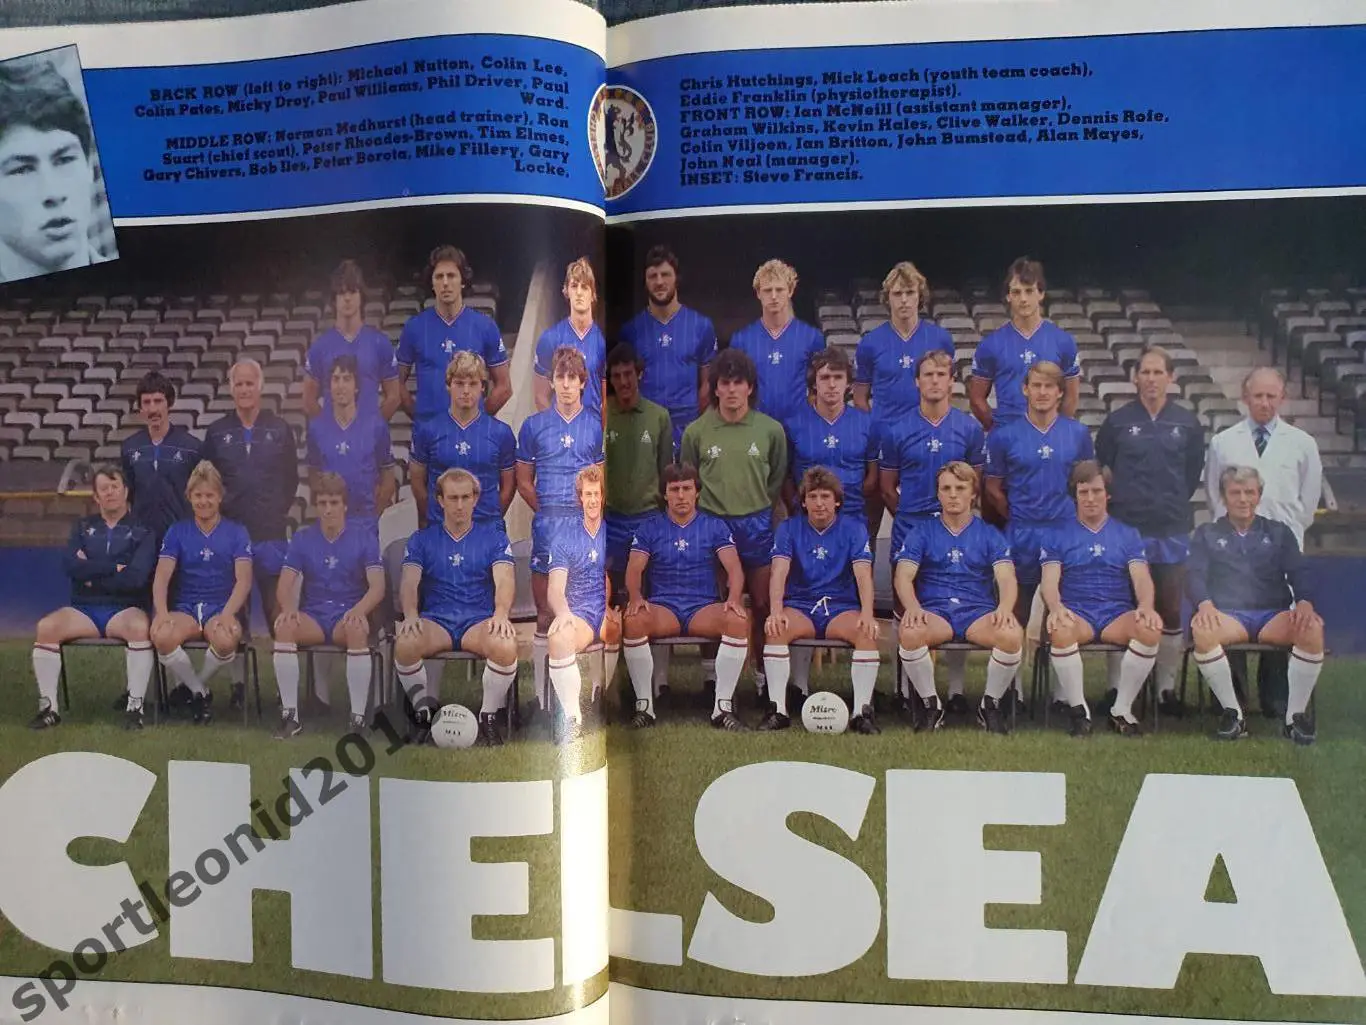 BACK ROW (left to right): Michael Nutton, Colin Lee,
Colin Pates, Micky Droy, Paul Williams, Phil Driver, Paul
Ward.
MIDDLE ROW: Norman Medhurst (head trainer), Ron
Suart (chief scout), Peter Rhoades-Brown, Tim Elmes,
Gary Chivers, Bob Iles, Peter Borota, Mike Fillery, Gary
Locke,
Chris Hutchings, Mick Leach (youth team coach),
Eddie Franklin (physiotherapist).
FRONT ROW: Ian McNeill (assistant manager),
Graham Wilkins, Kevin Hales, Clive Walker, Dennis Rofe,
Colin Viljoen, Ian Britton, John Bumstead, Alan Mayes,
John Neal (manager).
INSET: Steve Francis.
Mitre
MAX
Mitre
MAX
CHELSEA
sportleonid2016